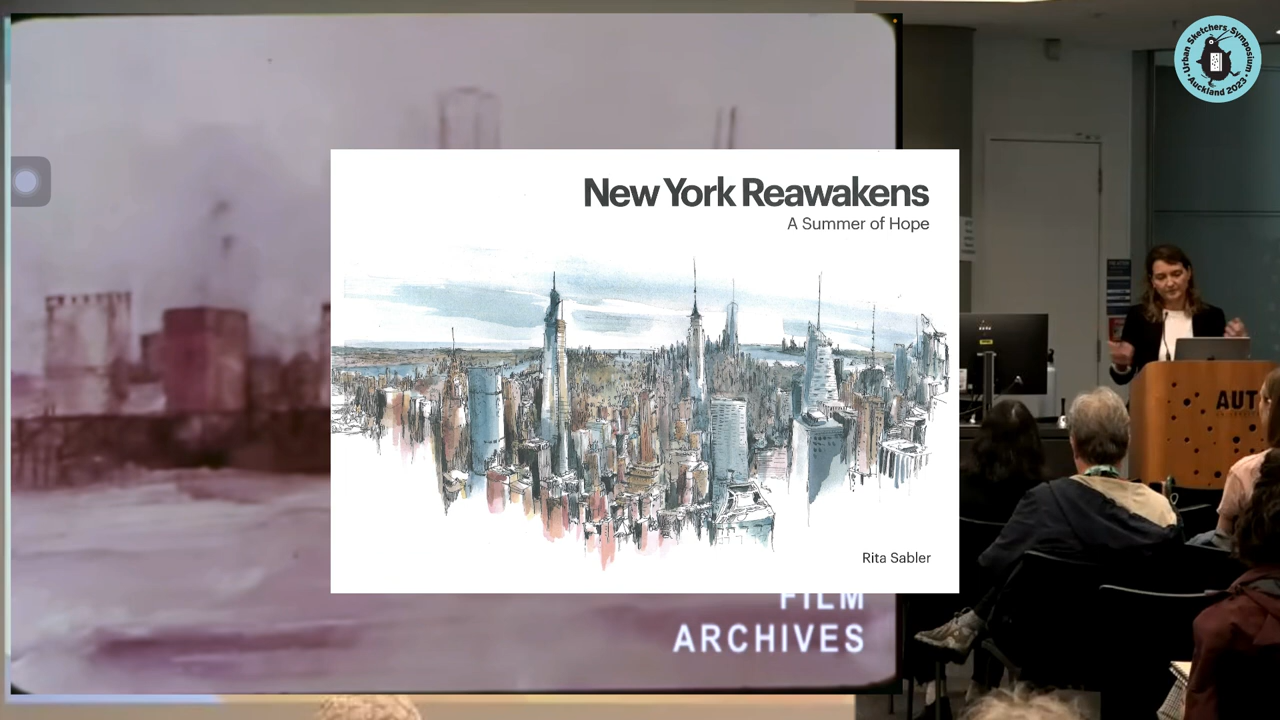 Urban Sketchers Symposium
Auckland 2023
New York Reawakens
A Summer of Hope
Rita Sabler
FILM
ARCHIVES
AUT